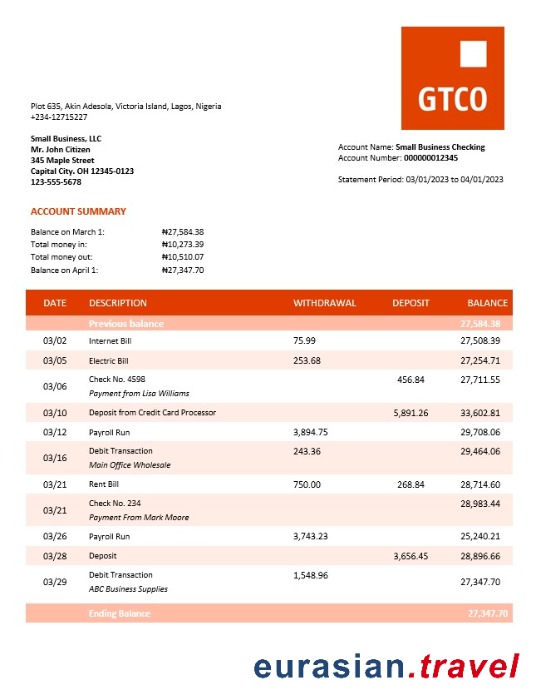 GTCO
Plot 635, Akin Adesola, Victoria Island, Lagos, Nigeria
+234-12715227
Small Business, LLC
Mr. John Citizen
345 Maple Street
Capital City. OH 12345-0123
123-555-5678
Account Name: Small Business Checking
Account Number: 000000012345
Statement Period: 03/01/2023 to 04/01/2023
ACCOUNT SUMMARY
Balance on March 1: ₦27,584.38
Total money in: ₦10,273.39
Total money out: ₦10,510.07
Balance on April 1: ₦27,347.70
DATE DESCRIPTION WITHDRAWAL DEPOSIT BALANCE
Previous balance 27,584.38
03/02 Internet Bill 75.99 27,508.39
03/05 Electric Bill 253.68 27,254.71
03/06 Check No. 4598 456.84 27,711.55
Payment from Lisa Williams
03/10 Deposit from Credit Card Processor 5,891.26 33,602.81
03/12 Payroll Run 3,894.75 29,708.06
03/16 Debit Transaction 243.36 29,464.06
Main Office Wholesale
03/21 Rent Bill 750.00 268.84 28,714.60
03/21 Check No. 234 28,983.44
Payment From Mark Moore
03/26 Payroll Run 3,743.23 25,240.21
03/28 Deposit 3,656.45 28,896.66
03/29 Debit Transaction 1,548.96 27,347.70
ABC Business Supplies
Ending Balance 27,347.70
eurasian.travel